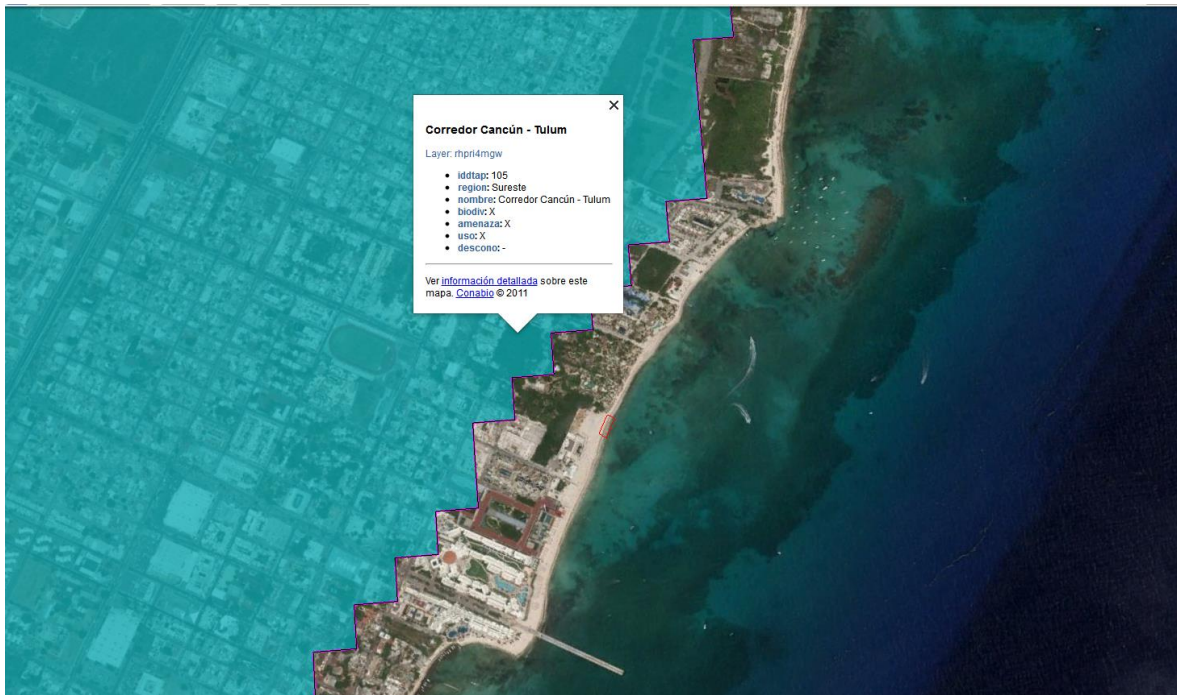 Corredor Cancún - Tulum
Layer: rhpri4mgw
iddtap: 105
region: Sureste
nombre: Corredor Cancún - Tulum
biodiv: X
amenaza: X
uso: X
descono: -
Ver información detallada sobre este
mapa. Conabio © 2011